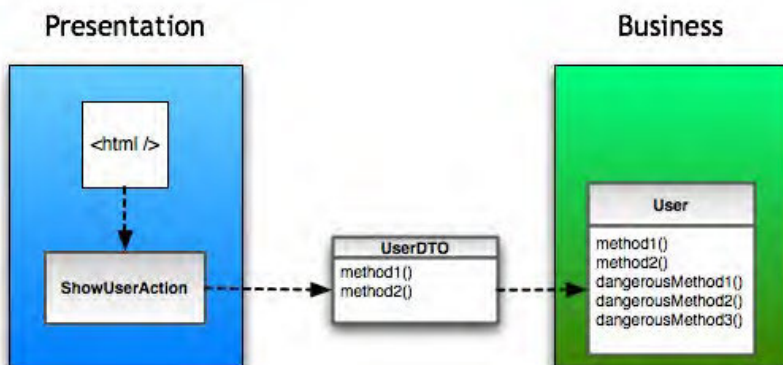 Presentation
Business
<html />
ShowUserAction
UserDTO
method1()
method2()
User
method1()
method2()
dangerousMethod1()
dangerousMethod2()
dangerousMethod3()